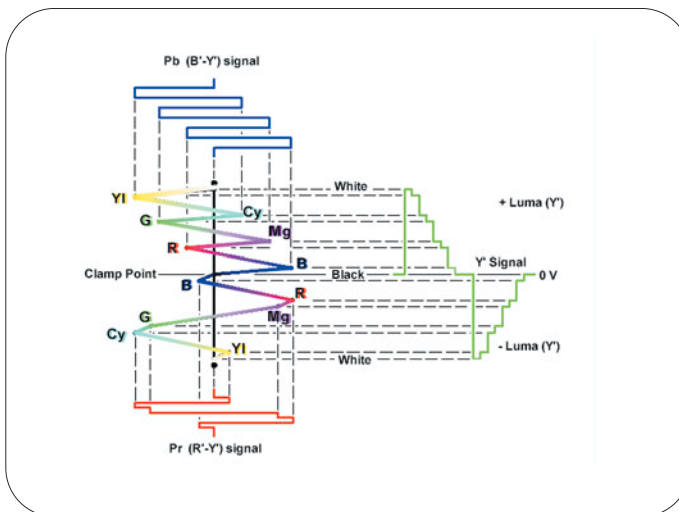 Pb (B'-Y') signal
White
Yl
Cy
+ Luma (Y')
G
Mg
R
B
Y' Signal
Clamp Point
Black
0 V
B
R
Mg
G
Cy
Yl
- Luma (Y')
White
Pr (R'-Y') signal